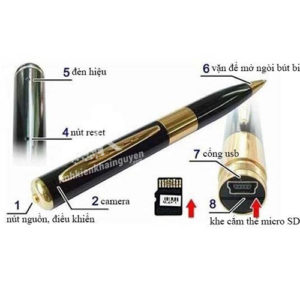 5 đèn hiệu
6 vặn để mở ngòi bút bi
4 nút reset
linhkienkhainguyen
7 cổng usb
1
nút nguồn, điều khiển
2 camera
8
khe cắm thẻ micro SD